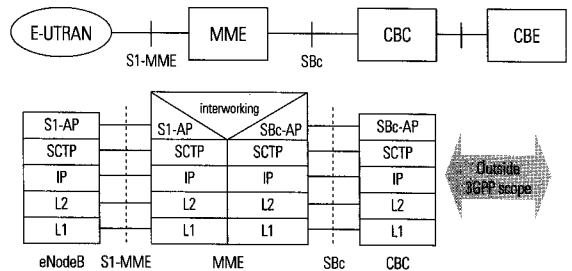 E-UTRAN
MME
CBC
CBE
S1-MME
SBc
interworking
S1-AP
S1-AP
SBc-AP
SBc-AP
SCTP
SCTP
SCTP
SCTP
IP
IP
IP
IP
Outside
3GPP scope
L2
L2
L2
L2
L1
L1
L1
L1
eNodeB
S1-MME
MME
SBc
CBC